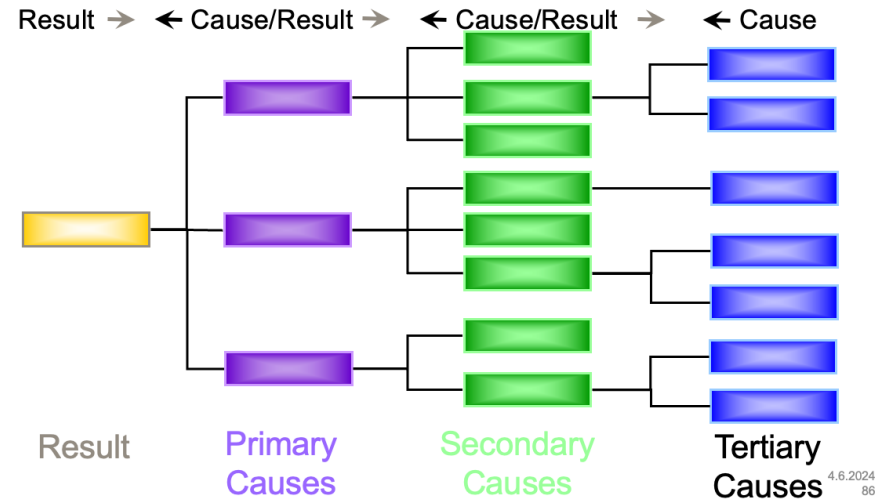 Result → ← Cause/Result → ← Cause/Result → ← Cause
Result
Primary
Causes
Secondary
Causes
Tertiary
Causes
4.6.2024
86